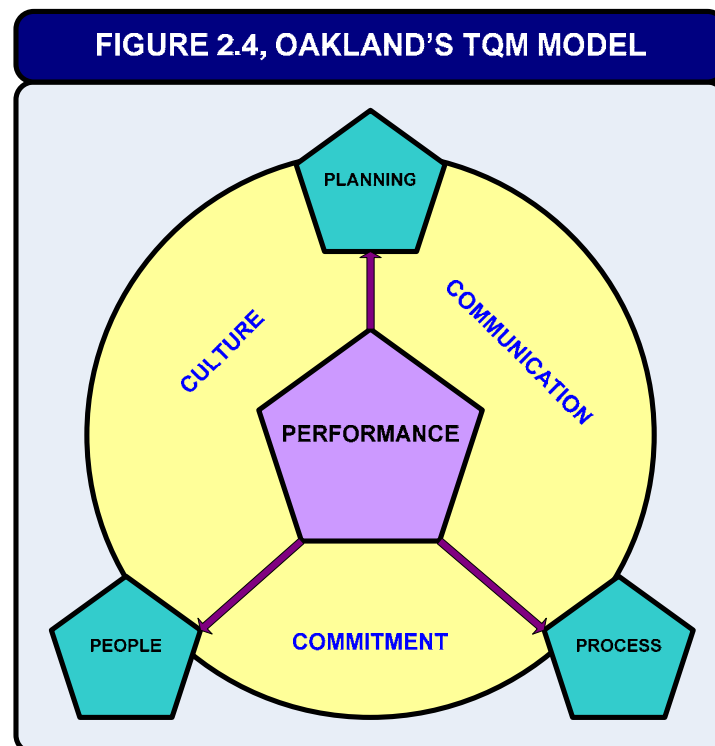 FIGURE 2.4, OAKLAND'S TQM MODEL
PLANNING
CULTURE
COMMUNICATION
PERFORMANCE
PEOPLE
COMMITMENT
PROCESS